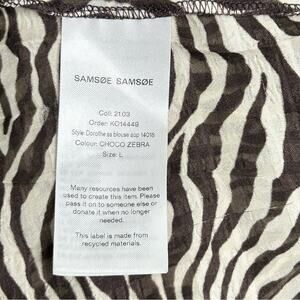 SAMSØE SAMSØE
Coll: 21.03
Order: KO14449
Style: Dorothe ss blouse aop 14018
Colour: CHOCO ZEBRA
Size: L
Many resources have been
used to create this item. Please
pass it on to someone else or
donate it when no longer
needed.
This label is made from
recycled materials.